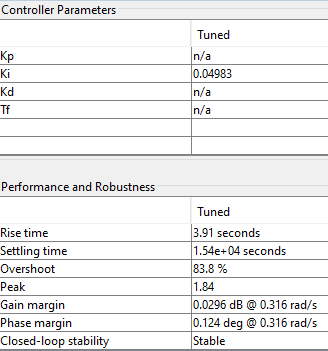 Controller Parameters
Tuned
Kp n/a
Ki 0.04983
Kd n/a
Tf n/a
Performance and Robustness
Tuned
Rise time 3.91 seconds
Settling time 1.54e+04 seconds
Overshoot 83.8 %
Peak 1.84
Gain margin 0.0296 dB @ 0.316 rad/s
Phase margin 0.124 deg @ 0.316 rad/s
Closed-loop stability Stable